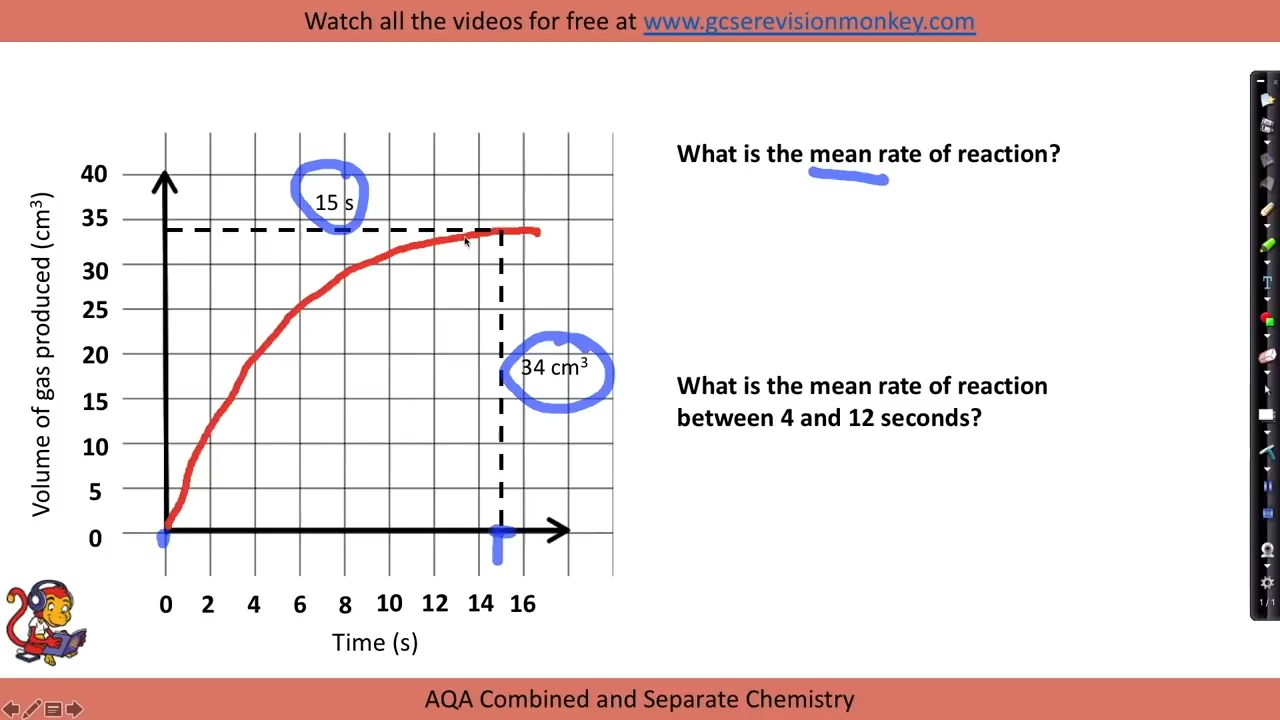 Watch all the videos for free at www.gcserevisionmonkey.com
What is the mean rate of reaction?
15 s
34 cm³
What is the mean rate of reaction
between 4 and 12 seconds?
Volume of gas produced (cm³)
40
35
30
25
20
15
10
5
0
0 2 4 6 8 10 12 14 16
Time (s)
AQA Combined and Separate Chemistry
1/1